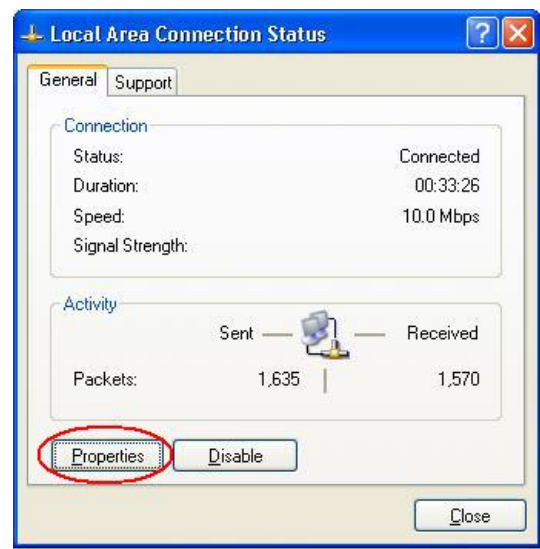 Local Area Connection Status
General Support
Connection
Status: Connected
Duration: 00:33:26
Speed: 10.0 Mbps
Signal Strength:
Activity
Sent Received
Packets: 1,635 1,570
Properties Disable
Close